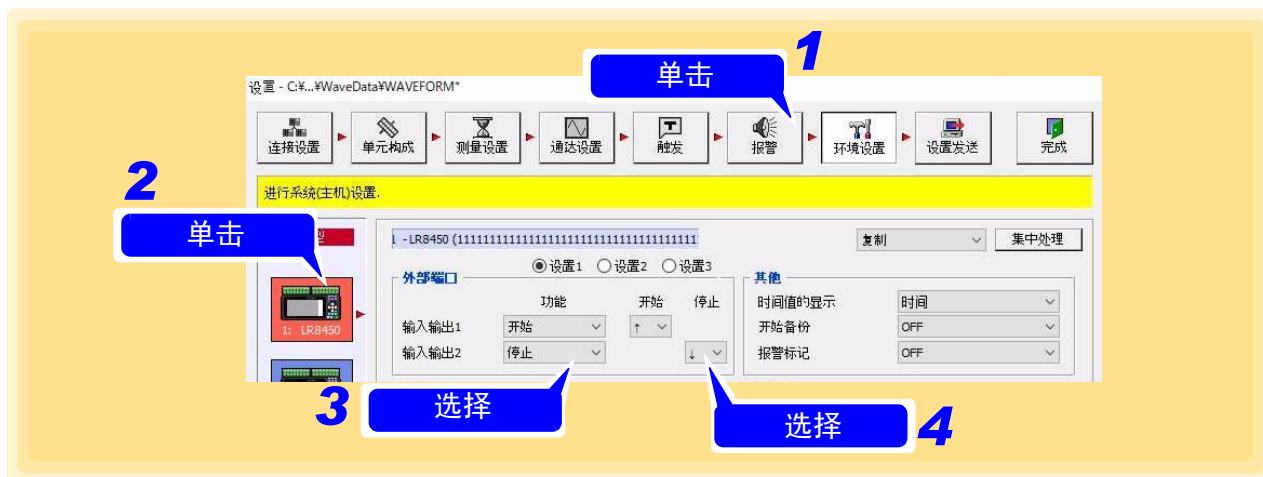 1
单击
设置 - C:¥...¥WaveData¥WAVEFORM*
连接设置 单元构成 测量设置 通达设置 触发 报警 环境设置 设置发送 完成
2
进行系统(主机)设置.
单击
型
1 - LR8450 (11111111111111111111111111111111111
复制 集中处理
设置1 设置2 设置3
外部端口 其他
功能 开始 停止 时间值的显示 时间
输入输出1 开始 ↑ 开始备份 OFF
1: LR8450
输入输出2 停止 ↓ 报警标记 OFF
3
选择
选择
4